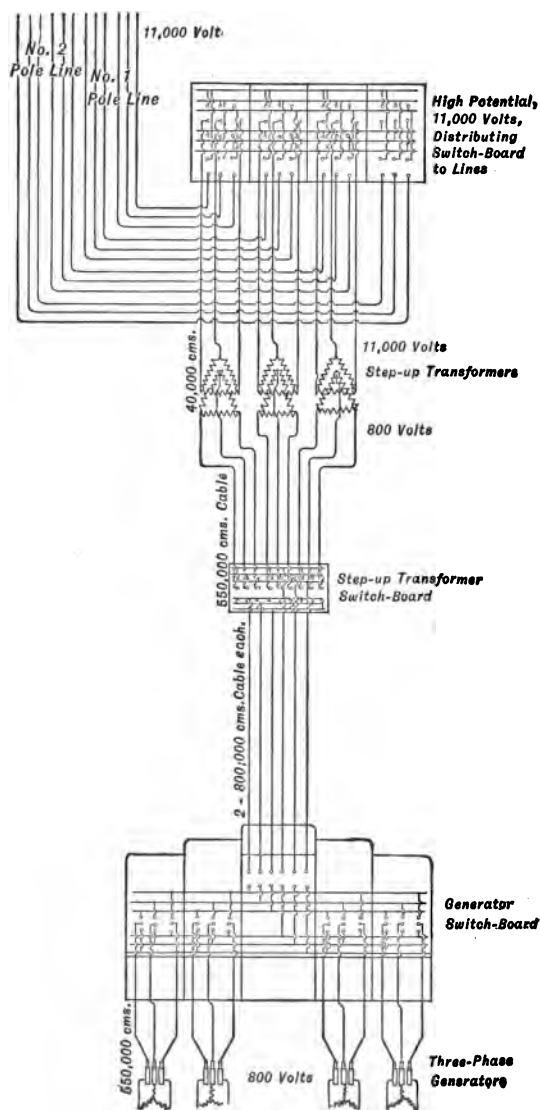 11,000 Volt
No. 2
Pole Line
No. 1
Pole Line
High Potential,
11,000 Volts,
Distributing
Switch-Board
to Lines
40,000 cms.
11,000 Volts
Step-up Transformers
800 Volts
550,000 cms. Cable
Step-up Transformer
Switch-Board
2 - 800,000 cms. Cable each.
Generator
Switch-Board
550,000 cms.
800 Volts
Three-Phase
Generators